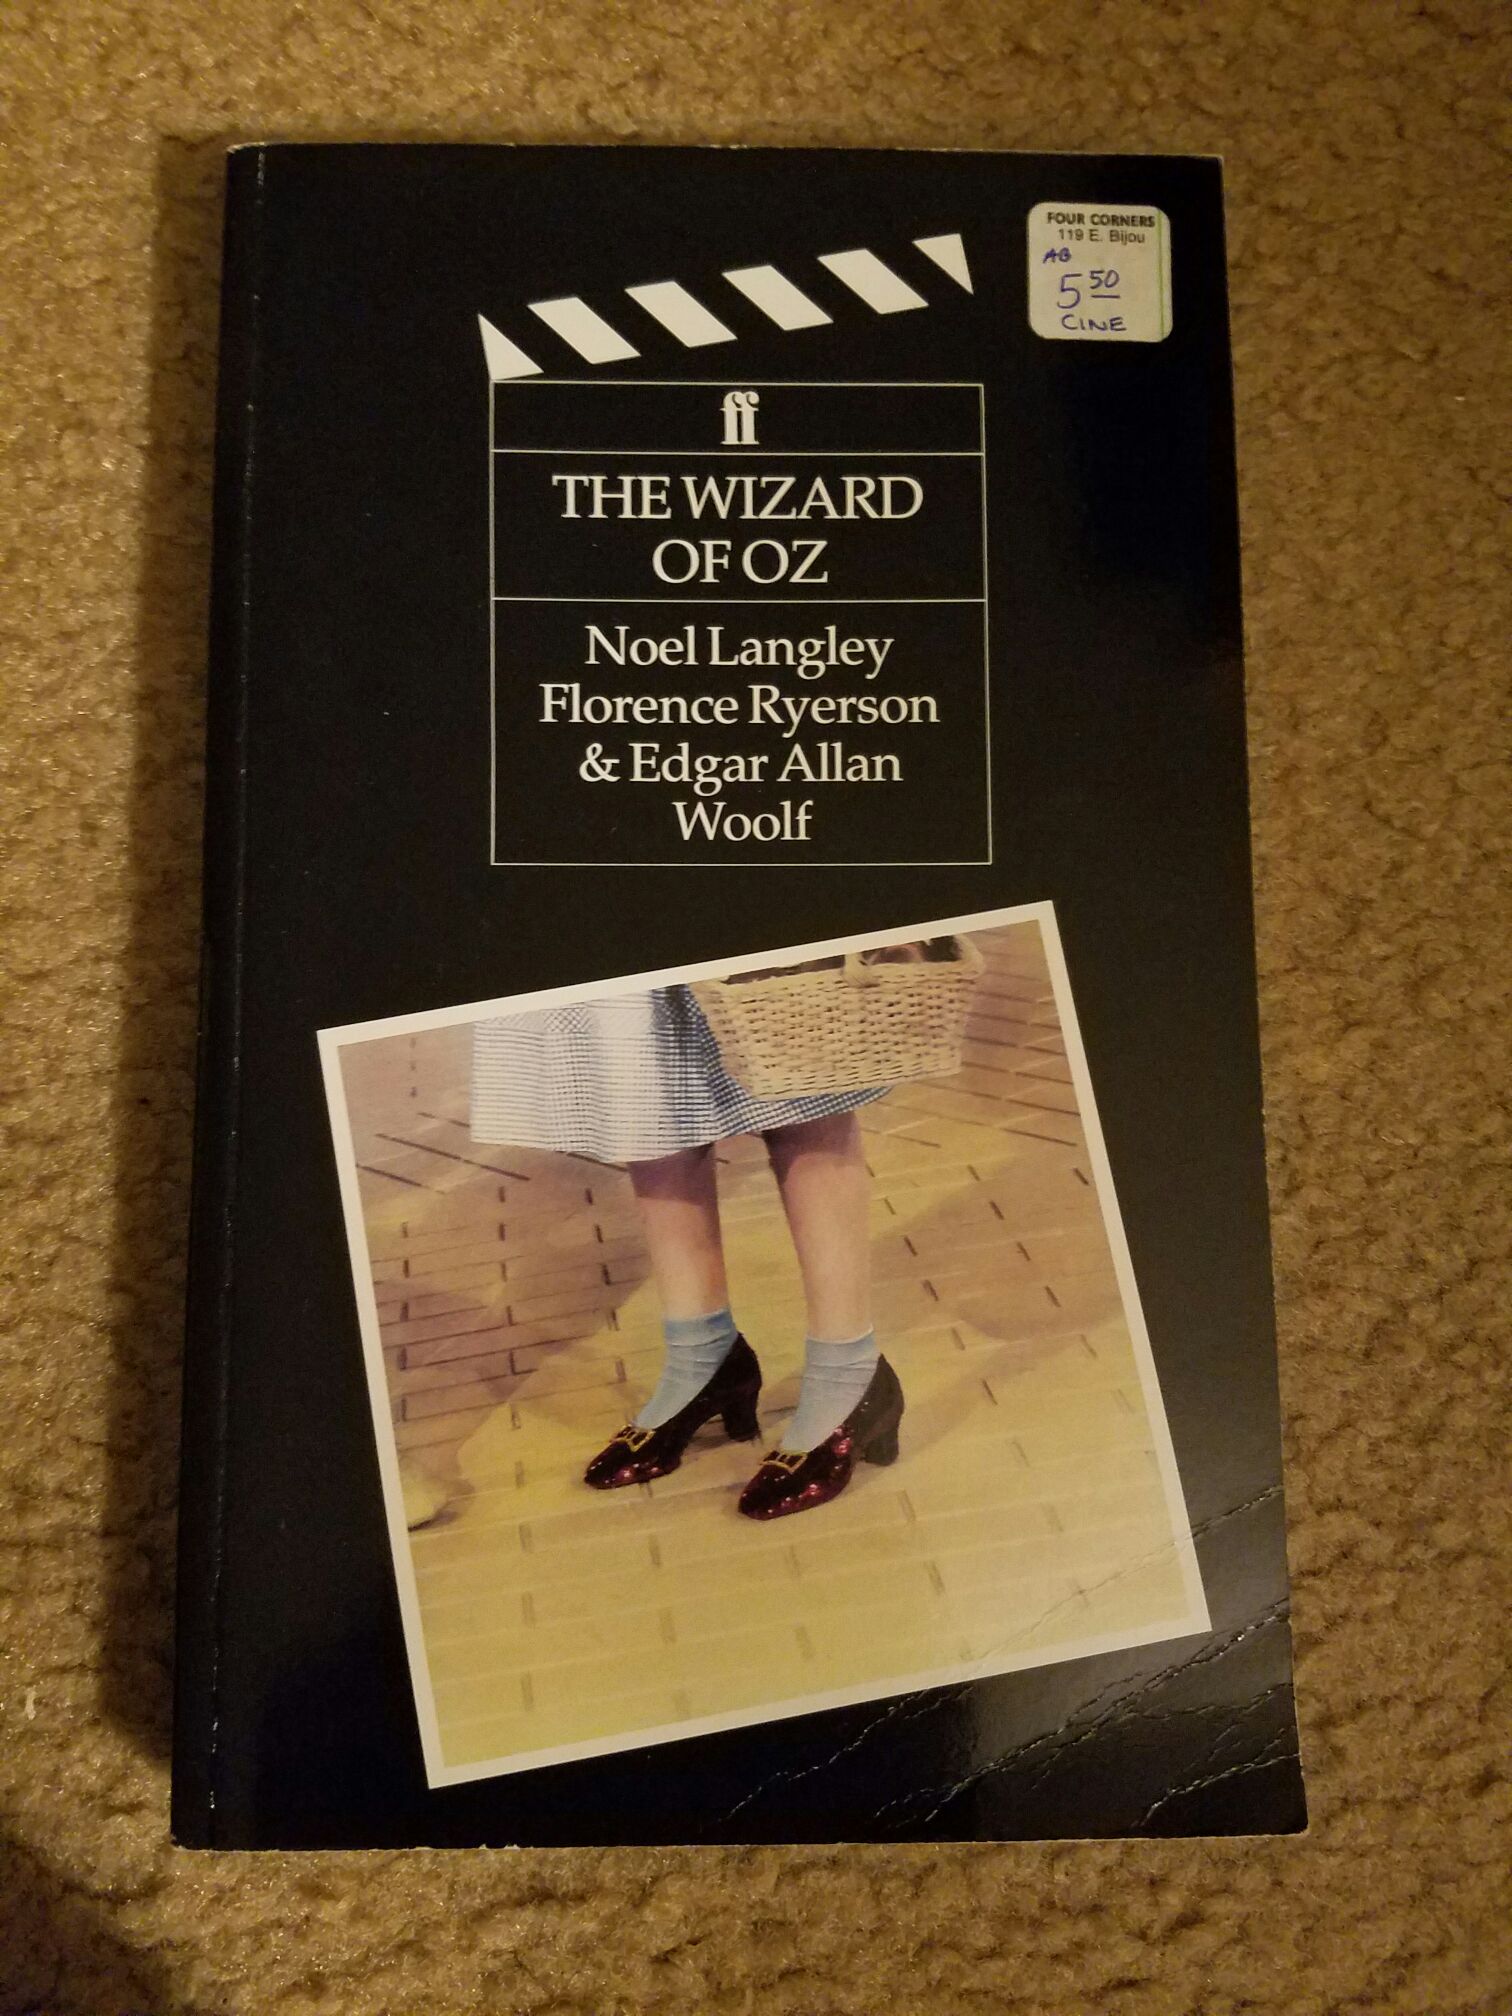 FOUR CORNERS
119 E. Bijou
AB
5 50
CINE
ff
THE WIZARD
OF OZ
Noel Langley
Florence Ryerson
& Edgar Allan
Woolf